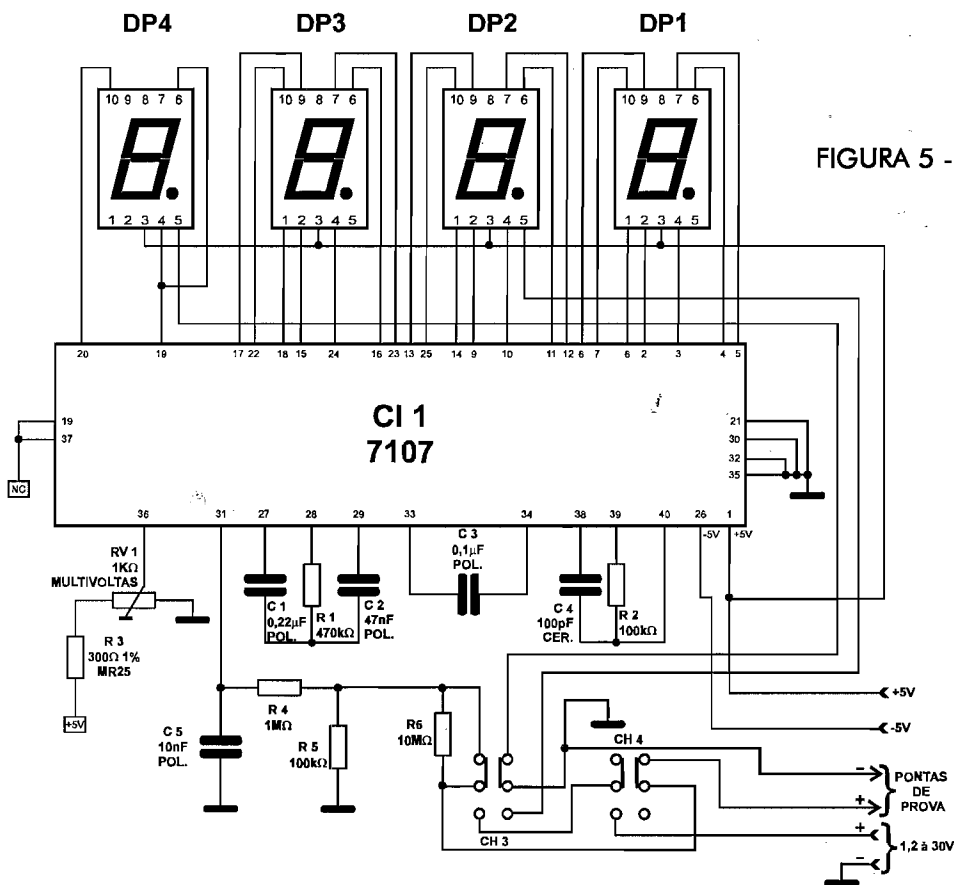 DP4 DP3 DP2 DP1
10 9 8 7 6
10 9 8 7 6
10 9 8 7 6
10 9 8 7 6
FIGURA 5 -
1 2 3 4 5
1 2 3 4 5
1 2 3 4 5
1 2 3 4 5
20 19 17 22 18 15 24 16 23 13 25 14 9 10 11 12 6 7 6 2 3 4 5
CI 1
7107
19
37
NC
21
30
32
35
36 31 27 28 29 33 34 38 39 40 26 1
-5V +5V
RV 1
1KΩ
MULTIVOLTAS
R 3
300Ω 1%
MR25
+5V
C 1
0,22µF
POL.
R 1
470kΩ
C 2
47nF
POL.
C 3
0,1µF
POL.
C 4
100pF
CER.
R 2
100kΩ
C 5
10nF
POL.
R 4
1MΩ
R 5
100kΩ
R6
10MΩ
CH 3
CH 4
+5V
-5V
-
+
PONTAS
DE
PROVA
+
-
1,2 à 30V